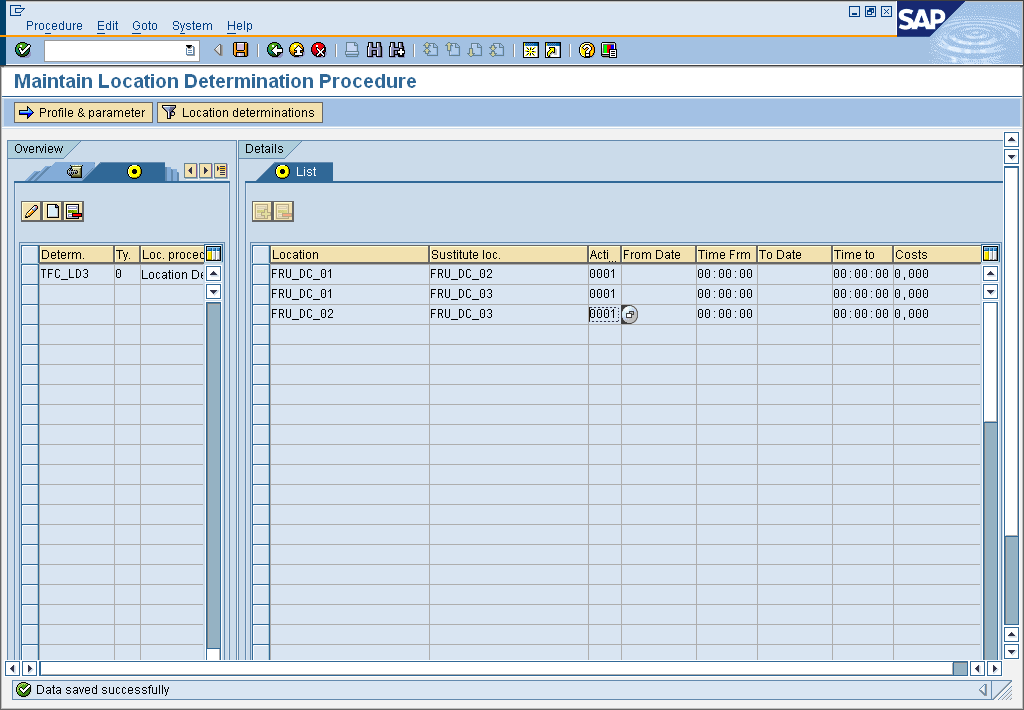 Procedure Edit Goto System Help
SAP
Maintain Location Determination Procedure
Profile & parameter Location determinations
Overview
Details
List
Determ. Ty. Loc. proced
TFC_LD3 0 Location De
Location Sustitute loc. Acti... From Date Time Frm To Date Time to Costs
FRU_DC_01 FRU_DC_02 0001 00:00:00 00:00:00 0,000
FRU_DC_01 FRU_DC_03 0001 00:00:00 00:00:00 0,000
FRU_DC_02 FRU_DC_03 0001 00:00:00 00:00:00 0,000
Data saved successfully